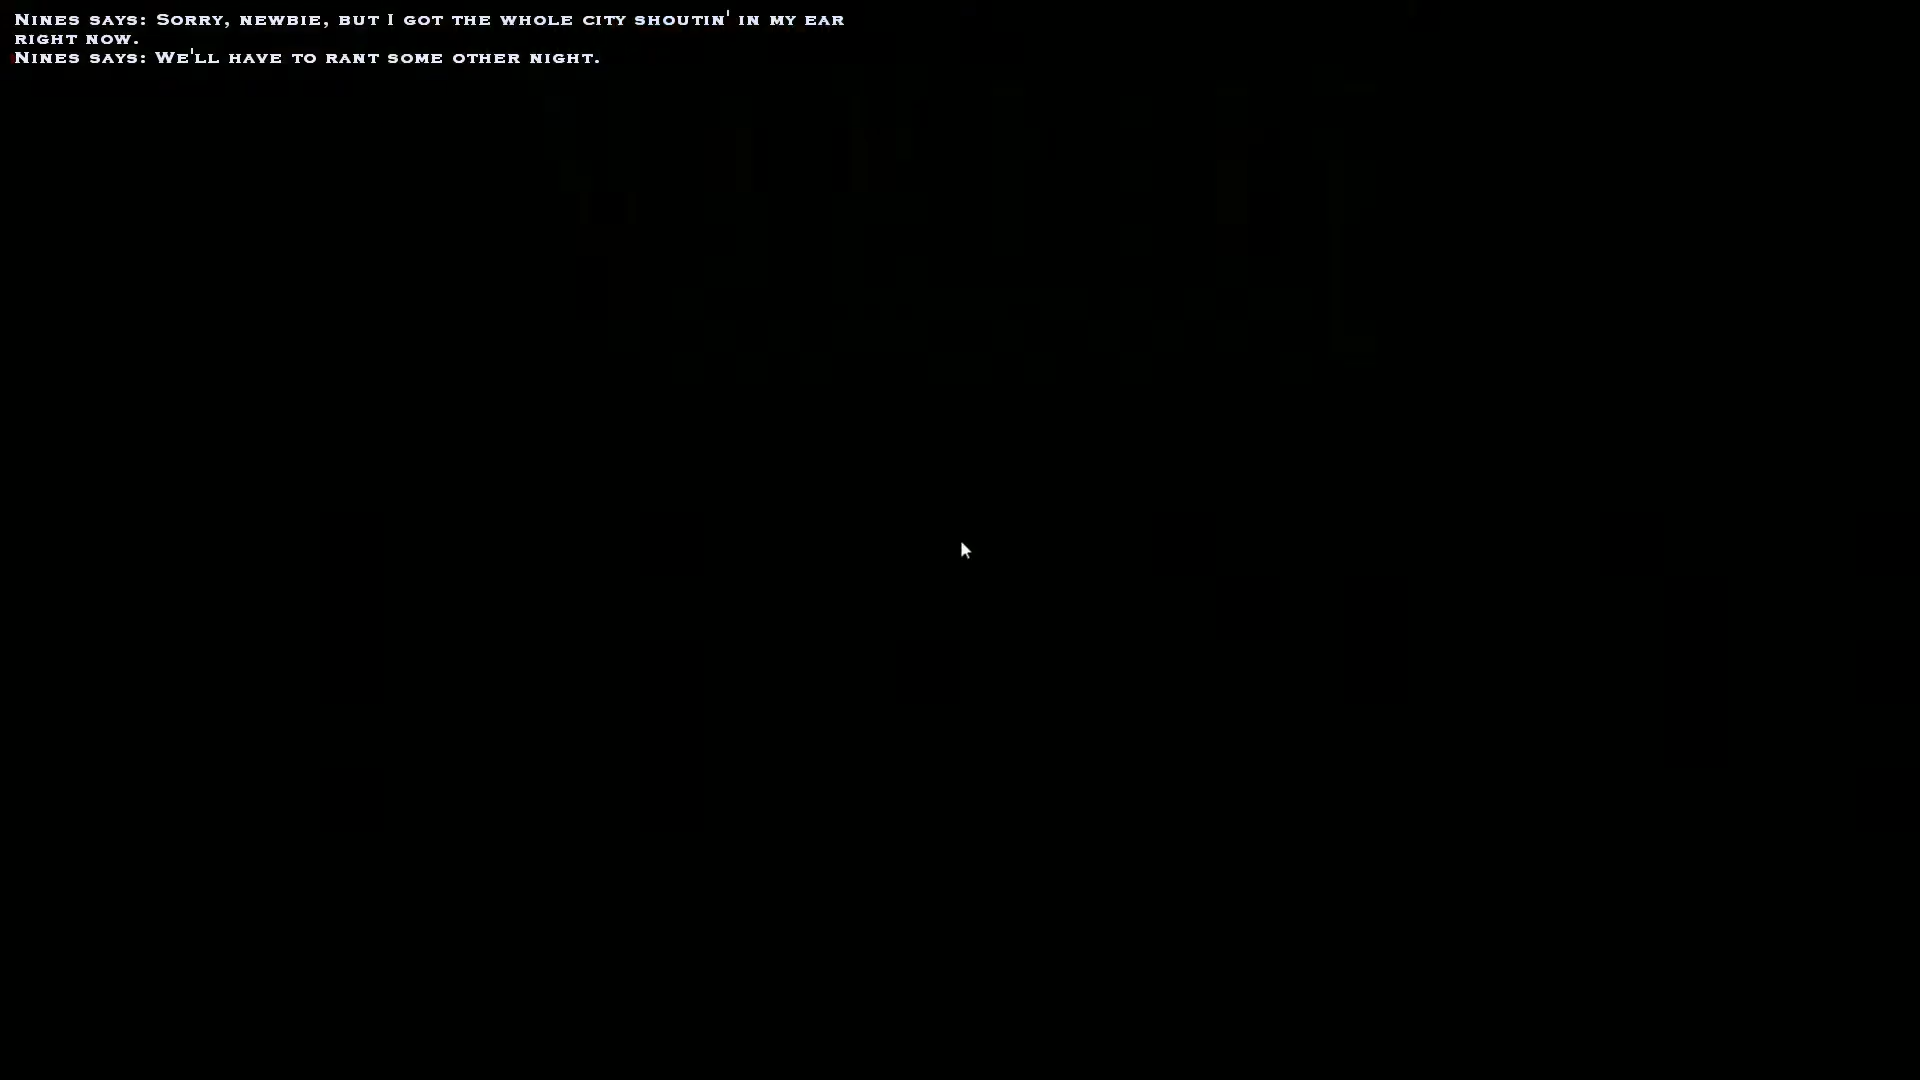 Nines says: Sorry, newbie, but I got the whole city shoutin' in my ear
right now.
Nines says: We'll have to rant some other night.